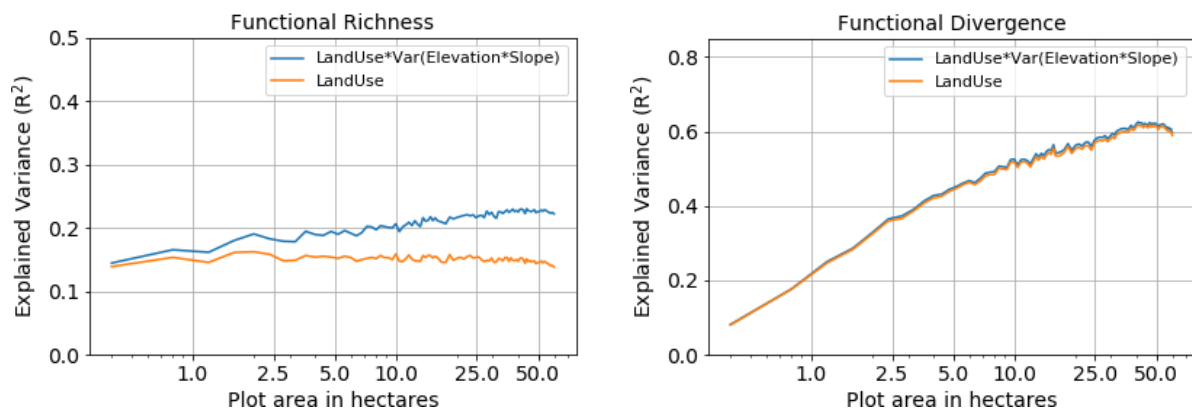 Functional Richness
Explained Variance (R²)
0.5
0.4
0.3
0.2
0.1
0.0
LandUse*Var(Elevation*Slope)
LandUse
1.0 2.5 5.0 10.0 25.0 50.0
Plot area in hectares
Functional Divergence
Explained Variance (R²)
0.8
0.6
0.4
0.2
0.0
LandUse*Var(Elevation*Slope)
LandUse
1.0 2.5 5.0 10.0 25.0 50.0
Plot area in hectares